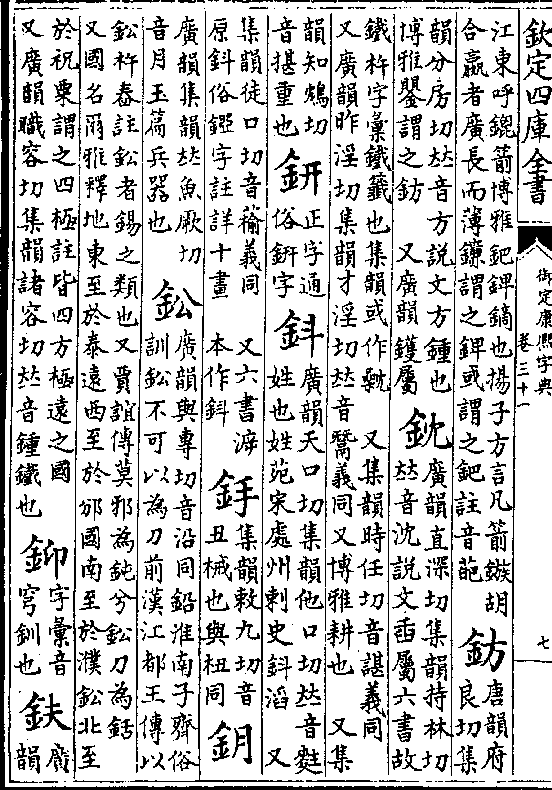 欽定四庫全書
御定康熙字典
卷三十一
七
江東呼鎞箭博雅鈀錍鏑也揚子方言凡箭鏃胡
合嬴者廣長而薄鎌謂之錍或謂之鈀註音葩
鈁
唐韻府
良切集
韻分房切𠀤音方說文方鍾也
博雅鍪謂之鈁 又廣韻鑊屬
鈂
廣韻直深切集韻持林切
𠀤音沈說文臿屬六書故
鐵杵字彙鐵籤也集韻或作 又集韻時任切音諶義同
又廣韻昨淫切集韻才淫切𠀤音鬵義同又博雅耕也 又集
韻知鴆切
音揕重也
鈃
正字通
俗銒字
鈄
廣韻天口切集韻他口切𠀤音
姓也姓苑宋處州刺史鈄滔 又
集韻徒口切音義同 又六書
原鈄俗鋀字註詳十畫 本作鈄
集韻敕九切音
丑械也與杻同
鈅
廣韻集韻𠀤魚厥切
音月玉篇兵器也
鈆
廣韻與專切音沿同鉛淮南子齊俗
訓鈆不可以為刀前漢江都王傳以
鈆杵舂註鈆者錫之類也又賈誼傳莫邪為鈍兮鈆刀為銛
又國名爾雅釋地東至於泰遠西至於邠國南至於濮鈆北至
於祝栗謂之四極註皆四方極遠之國
又廣韻職容切集韻諸容切𠀤音鍾鐵也
字彙音
穹釧也
鈇
廣
韻